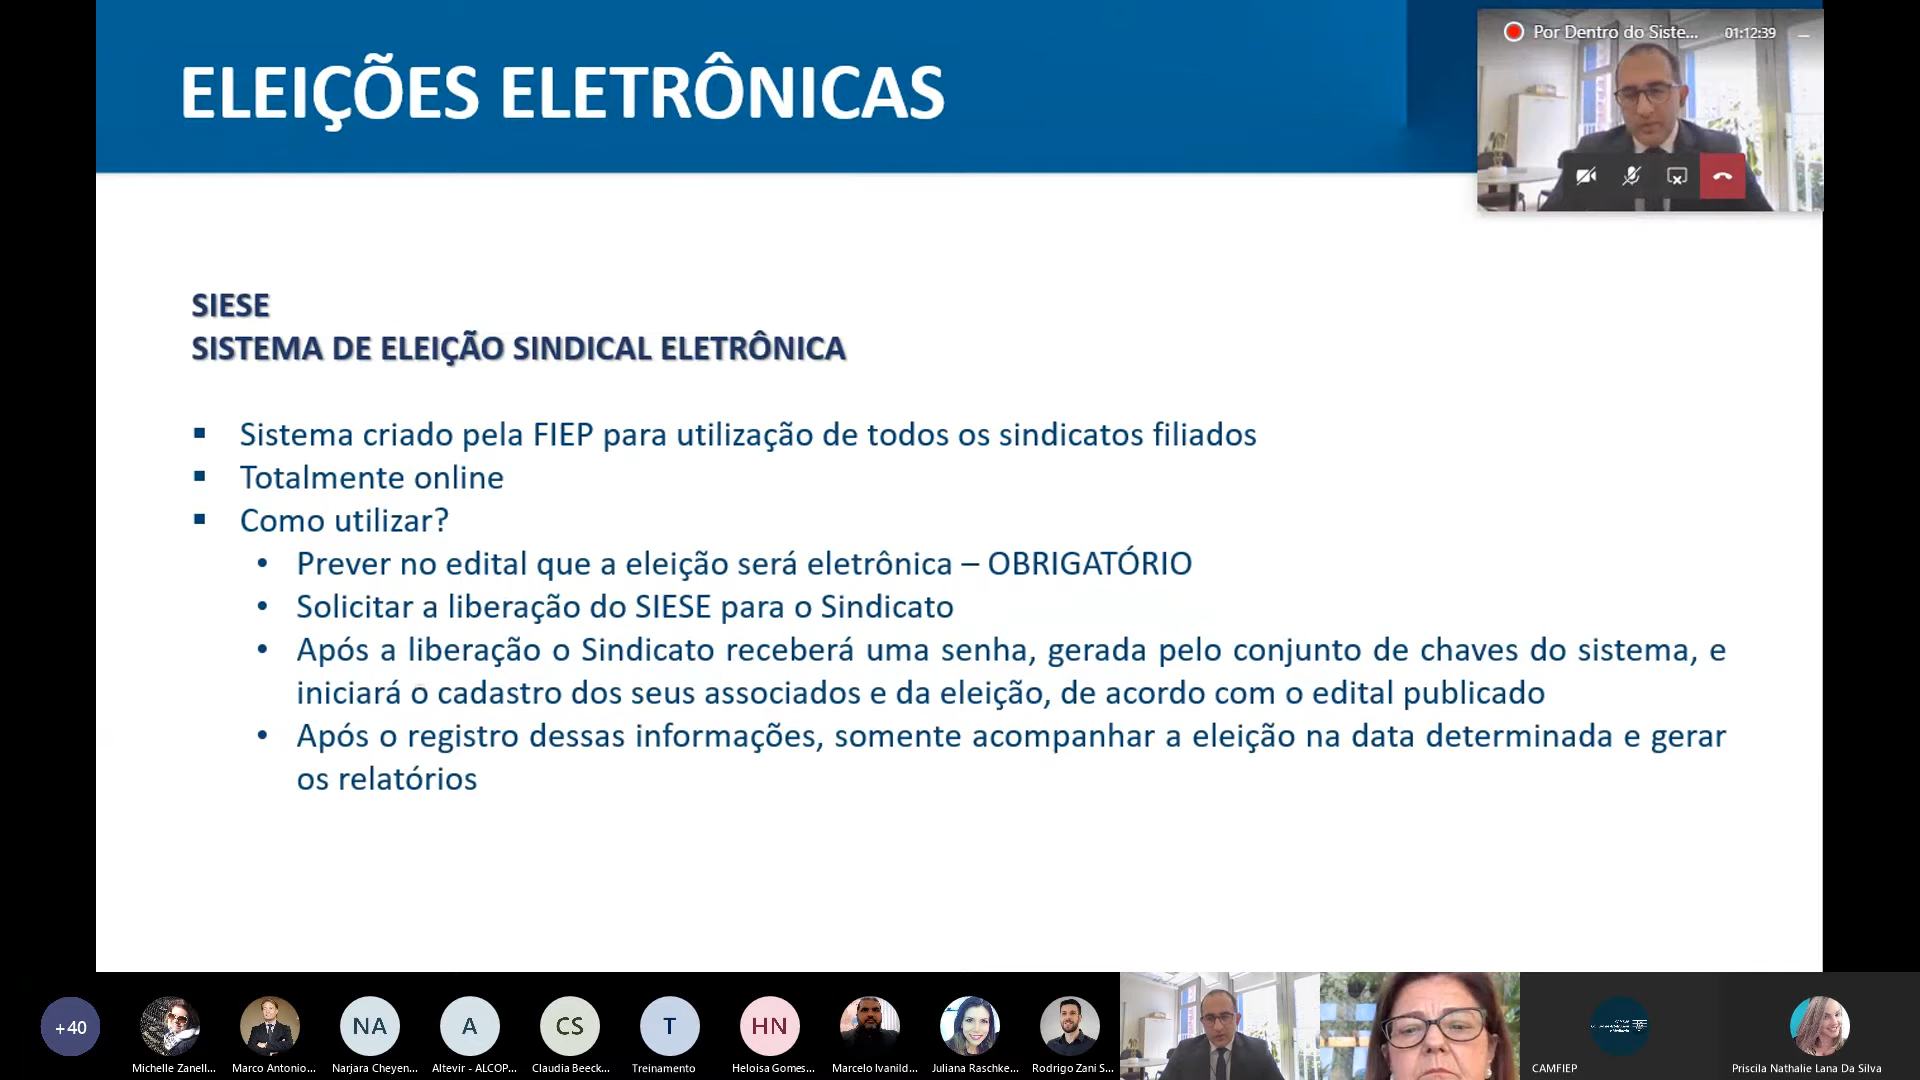 ELEIÇÕES ELETRÔNICAS
Por Dentro do Siste...
01:12:39
SIESE
SISTEMA DE ELEIÇÃO SINDICAL ELETRÔNICA
▪ Sistema criado pela FIEP para utilização de todos os sindicatos filiados
▪ Totalmente online
▪ Como utilizar?
• Prever no edital que a eleição será eletrônica – OBRIGATÓRIO
• Solicitar a liberação do SIESE para o Sindicato
• Após a liberação o Sindicato receberá uma senha, gerada pelo conjunto de chaves do sistema, e
iniciará o cadastro dos seus associados e da eleição, de acordo com o edital publicado
• Após o registro dessas informações, somente acompanhar a eleição na data determinada e gerar
os relatórios
+40
NA
A
CS
T
HN
Michelle Zanell...
Marco Antonio...
Narjara Cheyen...
Altevir - ALCOP...
Claudia Beeck...
Treinamento
Heloisa Gomes...
Marcelo Ivanild...
Juliana Raschke...
Rodrigo Zani S...
CAMFIEP
Priscila Nathalie Lana Da Silva